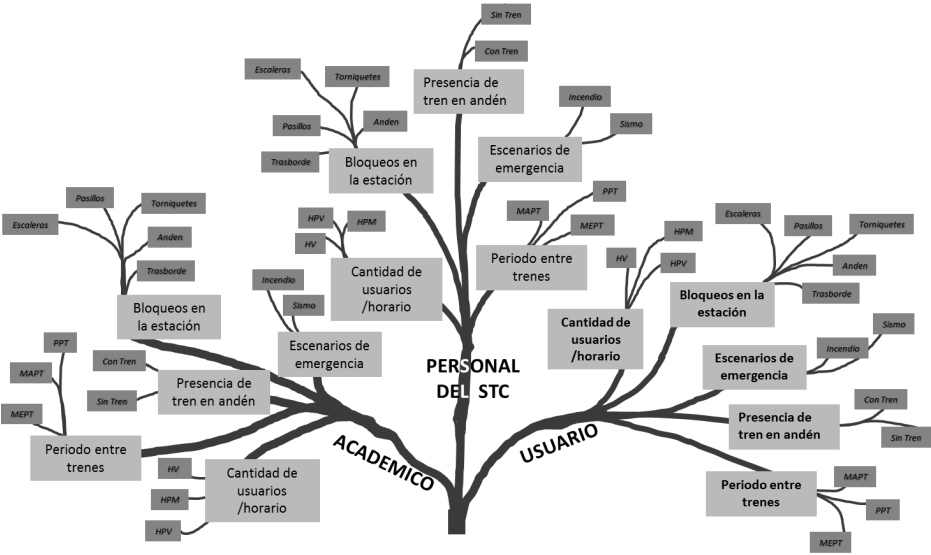 Sin Tren
Con Tren
Presencia de
tren en andén
Escaleras
Torniquetes
Pasillos
Anden
Trasborde
Bloqueos en
la estación
Incendio
Sismo
Escenarios de
emergencia
HPV
HPM
HV
Cantidad de
usuarios
/horario
MAPT
PPT
MEPT
Periodo entre
trenes
PERSONAL
DEL STC
Pasillos
Escaleras
Torniquetes
Anden
Trasborde
Bloqueos en
la estación
Incendio
Sismo
Escenarios de
emergencia
Con Tren
Sin Tren
Presencia de
tren en andén
PPT
MAPT
MEPT
Periodo entre
trenes
HV
HPM
HPV
Cantidad de
usuarios
/horario
ACADEMICO
HPM
HV
HPV
Cantidad de
usuarios
/horario
Escaleras
Pasillos
Torniquetes
Anden
Trasborde
Bloqueos en la
estación
Sismo
Incendio
Escenarios de
emergencia
Con Tren
Sin Tren
Presencia de
tren en andén
MAPT
PPT
MEPT
Periodo entre
trenes
USUARIO